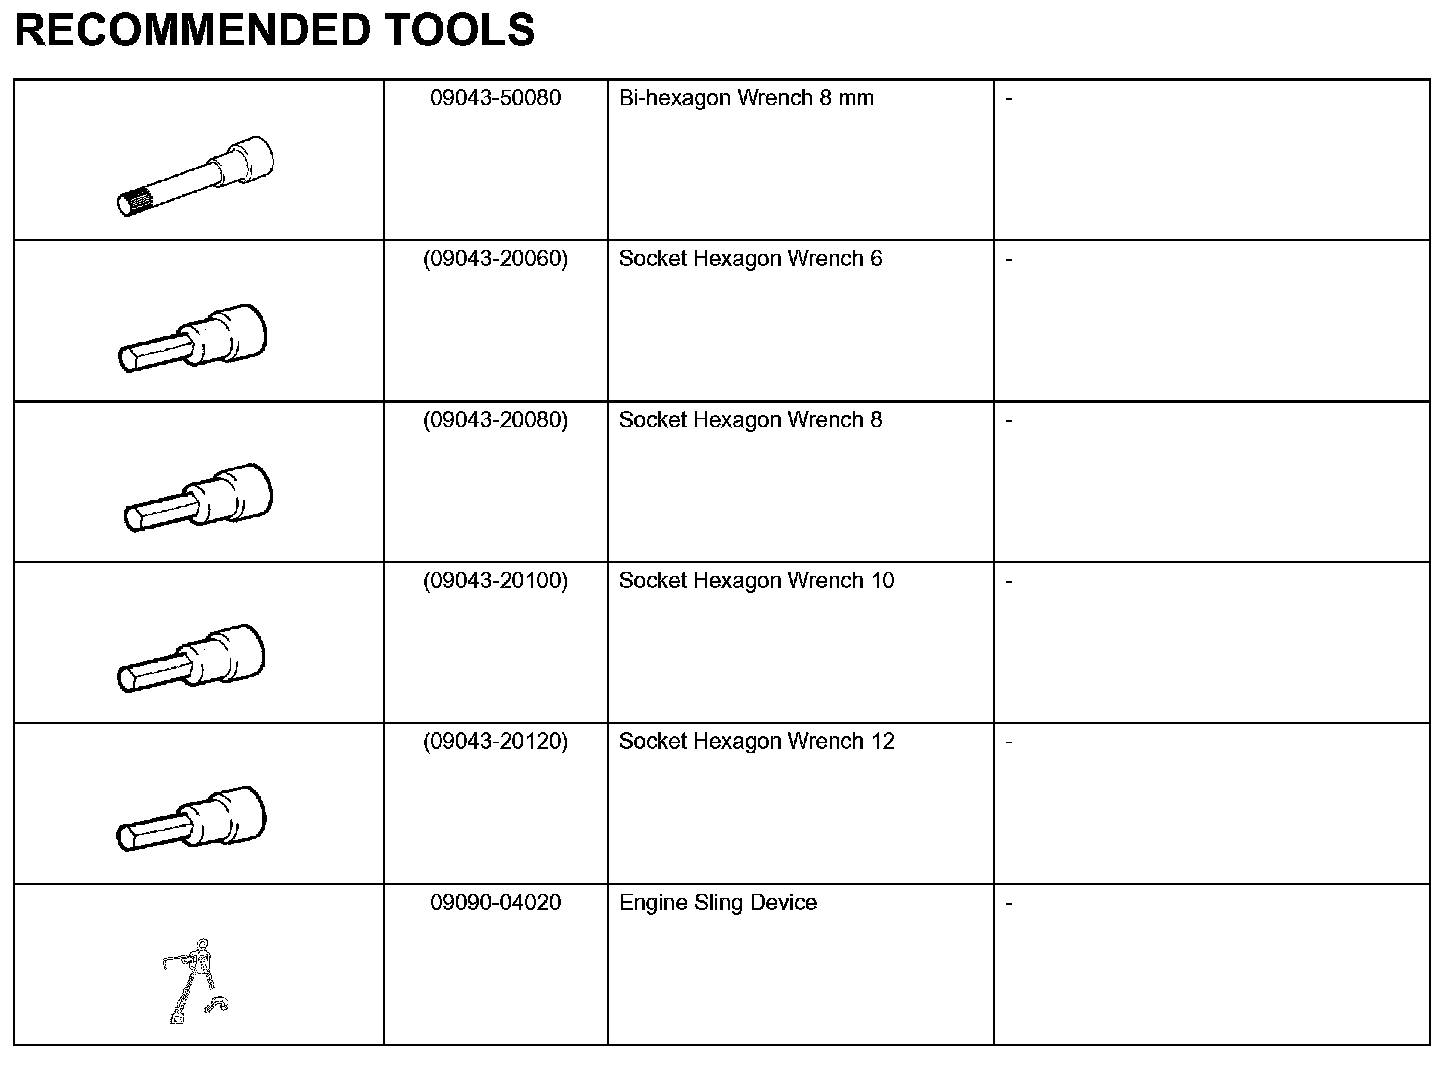 RECOMMENDED TOOLS
09043-50080 Bi-hexagon Wrench 8 mm -
(09043-20060) Socket Hexagon Wrench 6 -
(09043-20080) Socket Hexagon Wrench 8 -
(09043-20100) Socket Hexagon Wrench 10 -
(09043-20120) Socket Hexagon Wrench 12 -
09090-04020 Engine Sling Device -